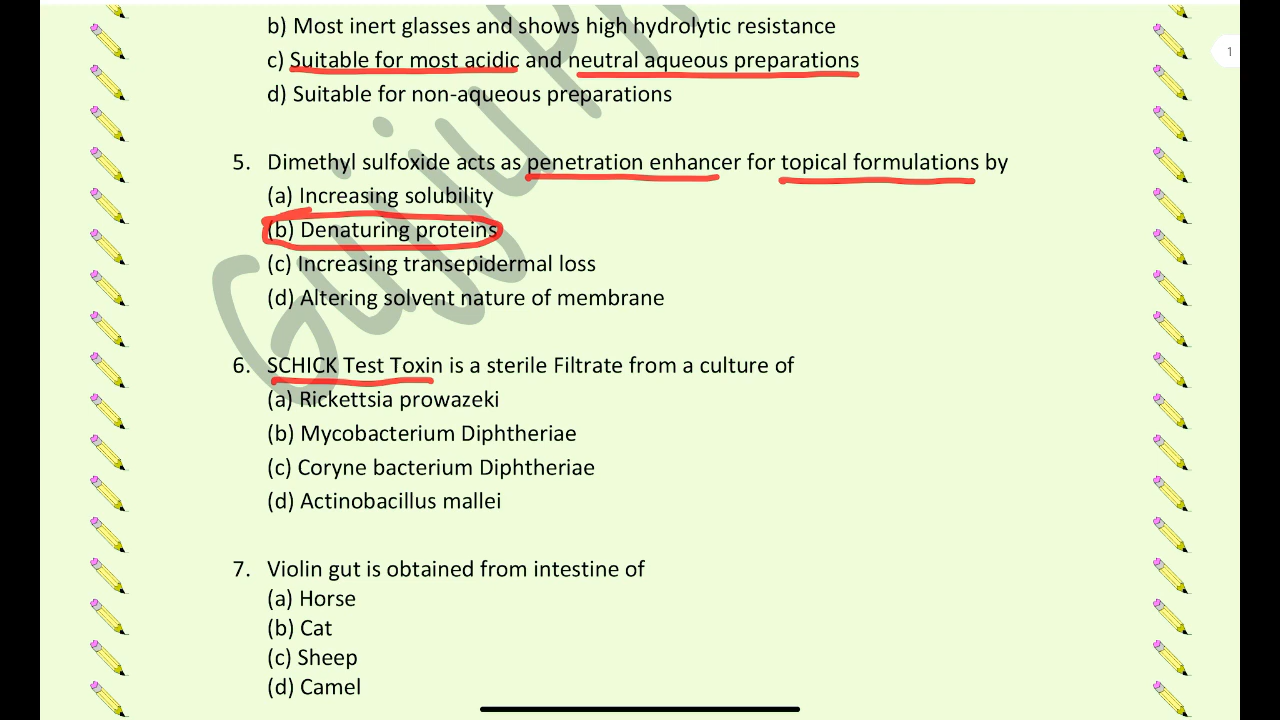 b) Most inert glasses and shows high hydrolytic resistance
c) Suitable for most acidic and neutral aqueous preparations
d) Suitable for non-aqueous preparations
5. Dimethyl sulfoxide acts as penetration enhancer for topical formulations by
(a) Increasing solubility
(b) Denaturing proteins
(c) Increasing transepidermal loss
(d) Altering solvent nature of membrane
6. SCHICK Test Toxin is a sterile Filtrate from a culture of
(a) Rickettsia prowazeki
(b) Mycobacterium Diphtheriae
(c) Coryne bacterium Diphtheriae
(d) Actinobacillus mallei
7. Violin gut is obtained from intestine of
(a) Horse
(b) Cat
(c) Sheep
(d) Camel
1
Gujju